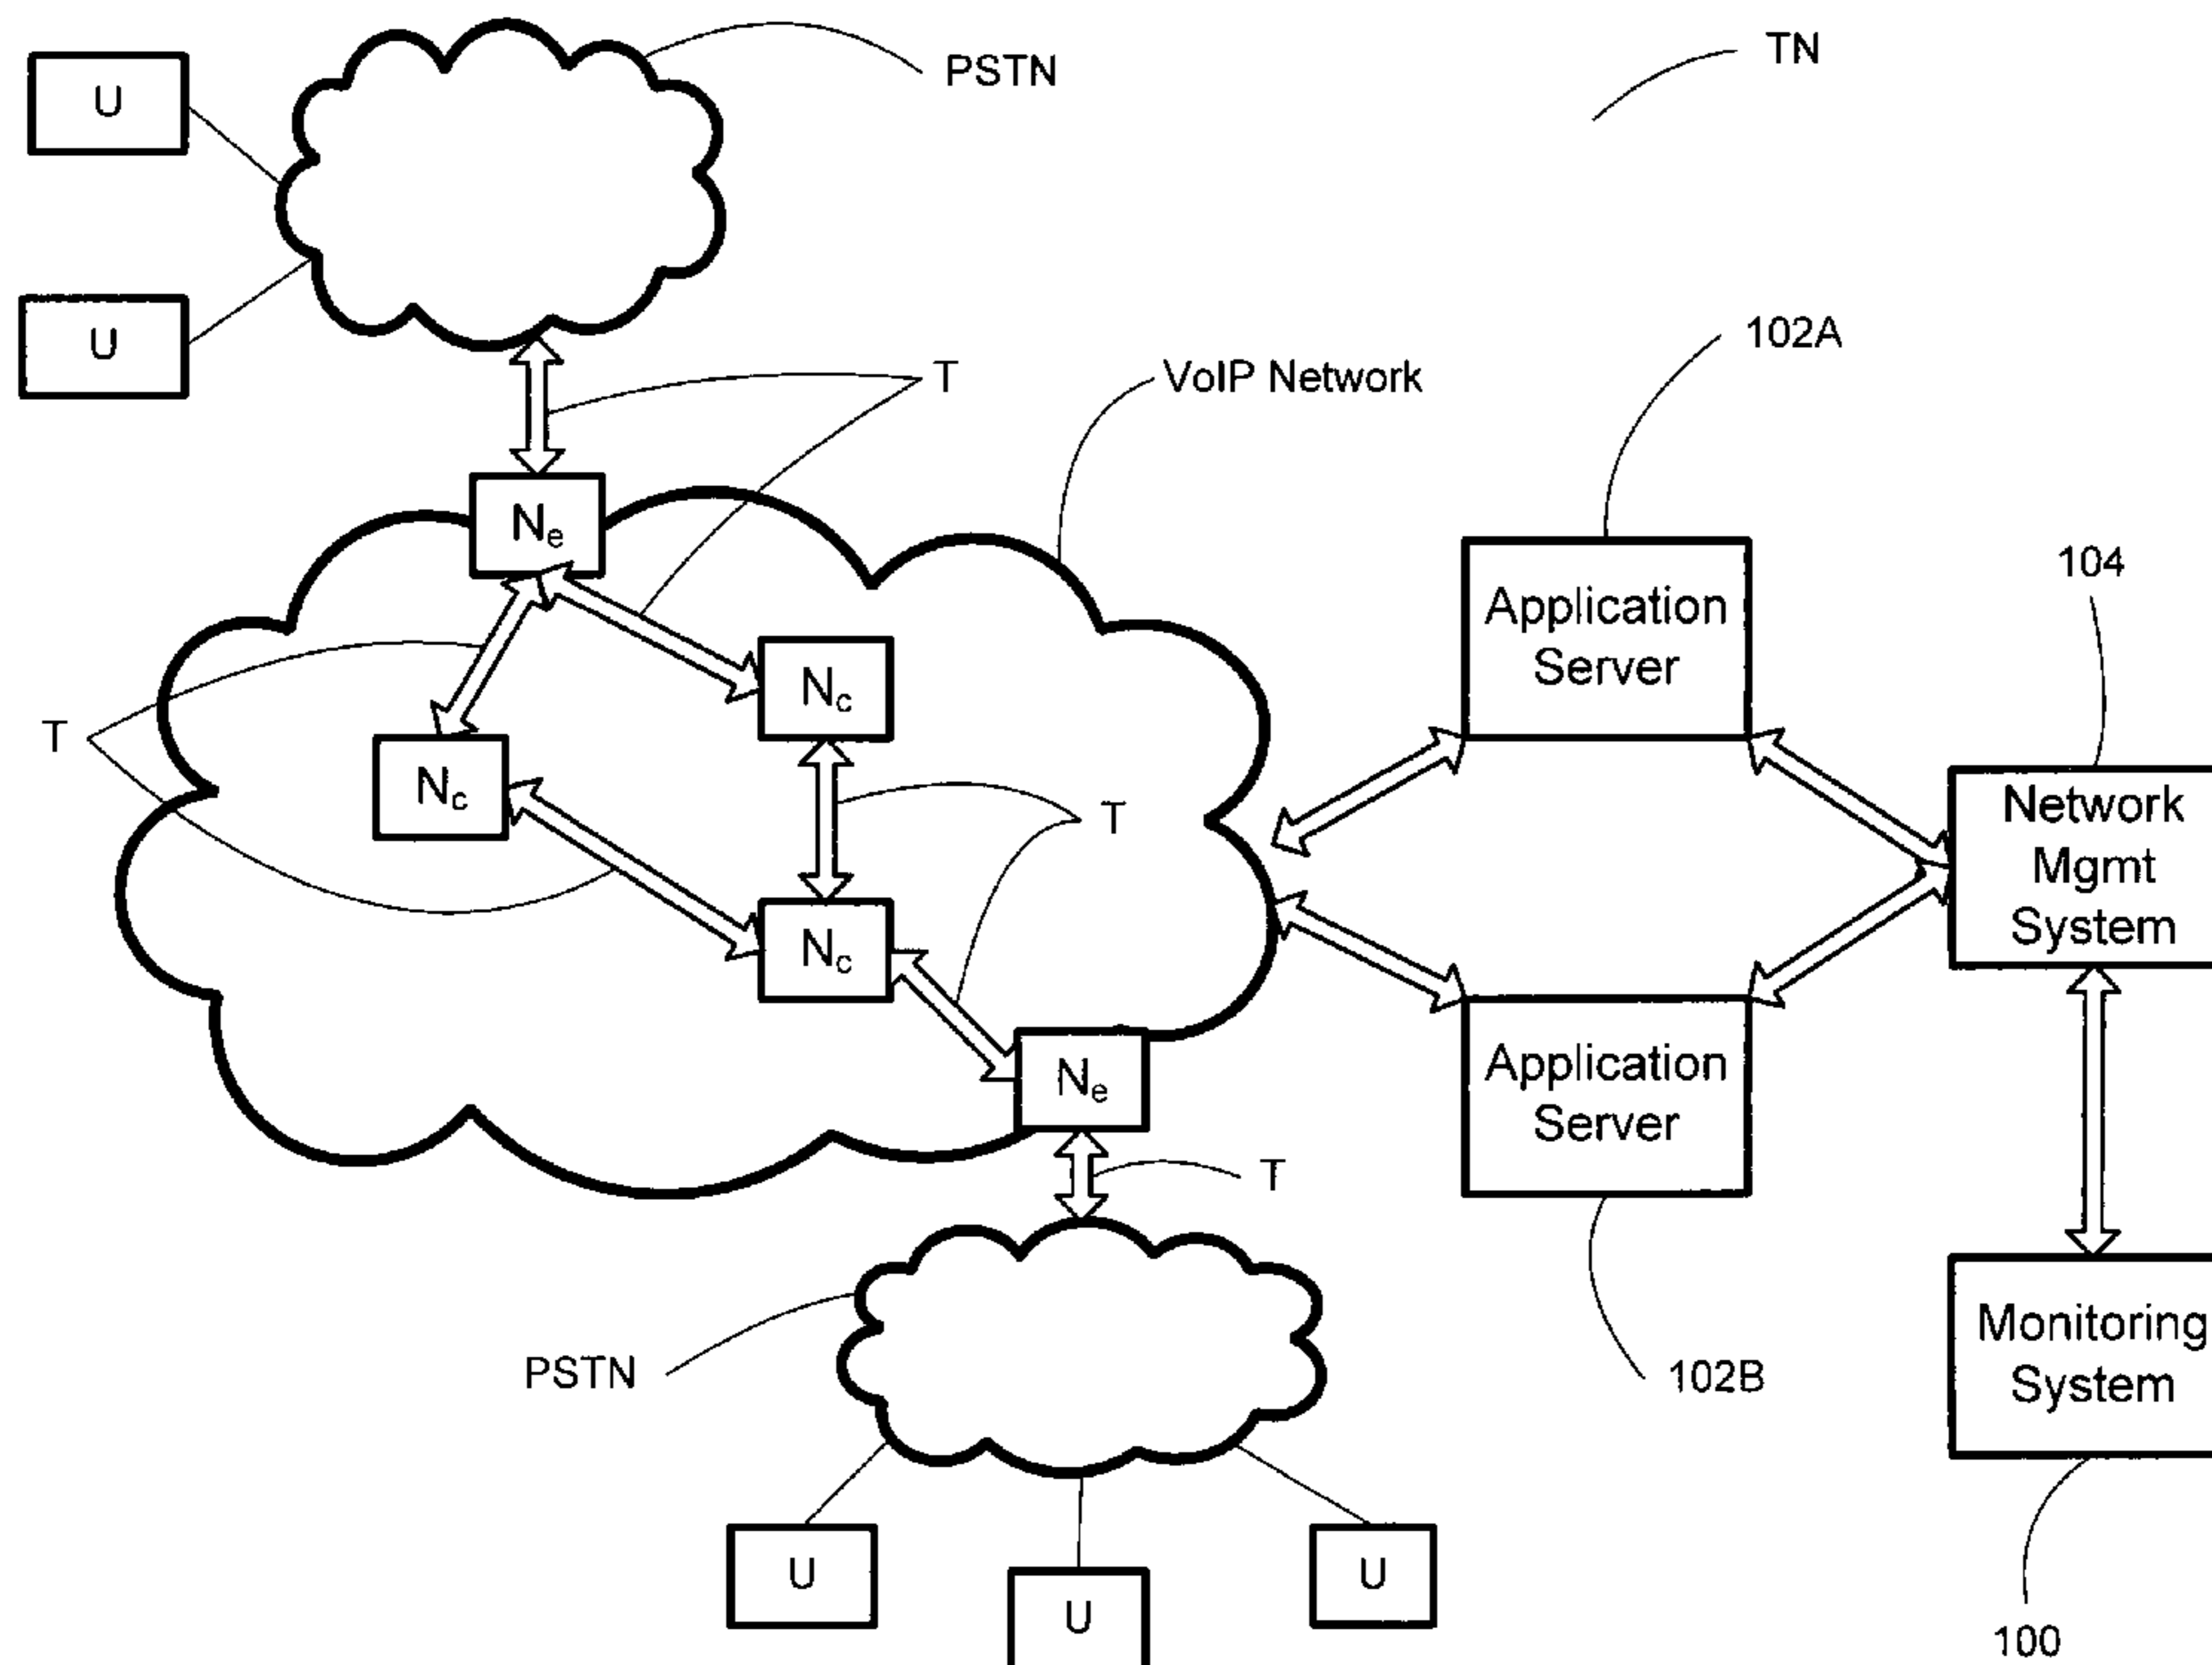 TN
PSTN
U
U
102A
T
VoIP Network
Ne
104
Application
Server
Nc
T
Nc
T
Network
Mgmt
System
Nc
Ne
Application
Server
T
PSTN
102B
Monitoring
System
U
U
U
100